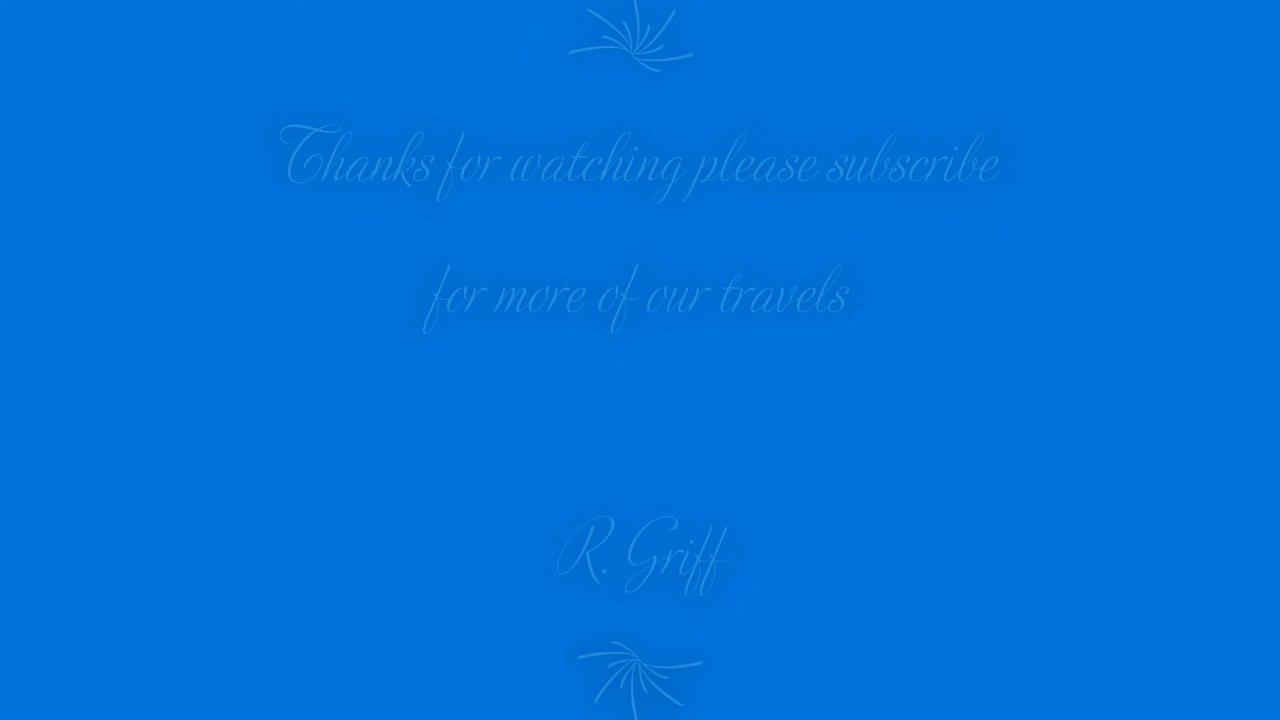 Thanks for watching please subscribe
for more of our travels
R. Griff